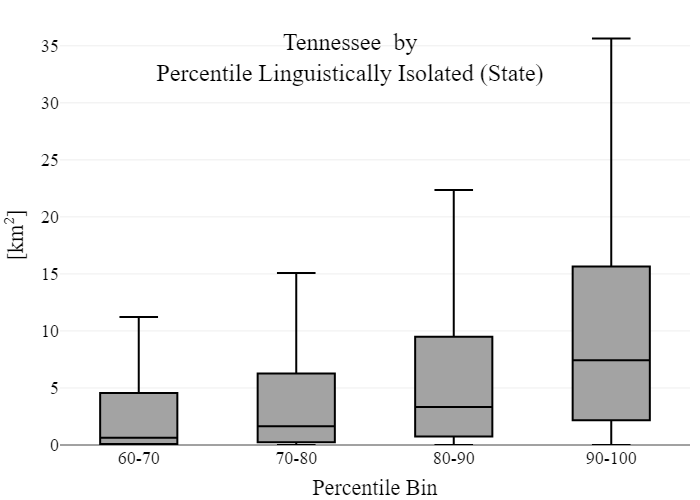 Tennessee by
Percentile Linguistically Isolated (State)
35
30
25
20
15
10
5
0
[km²]
60-70 70-80 80-90 90-100
Percentile Bin